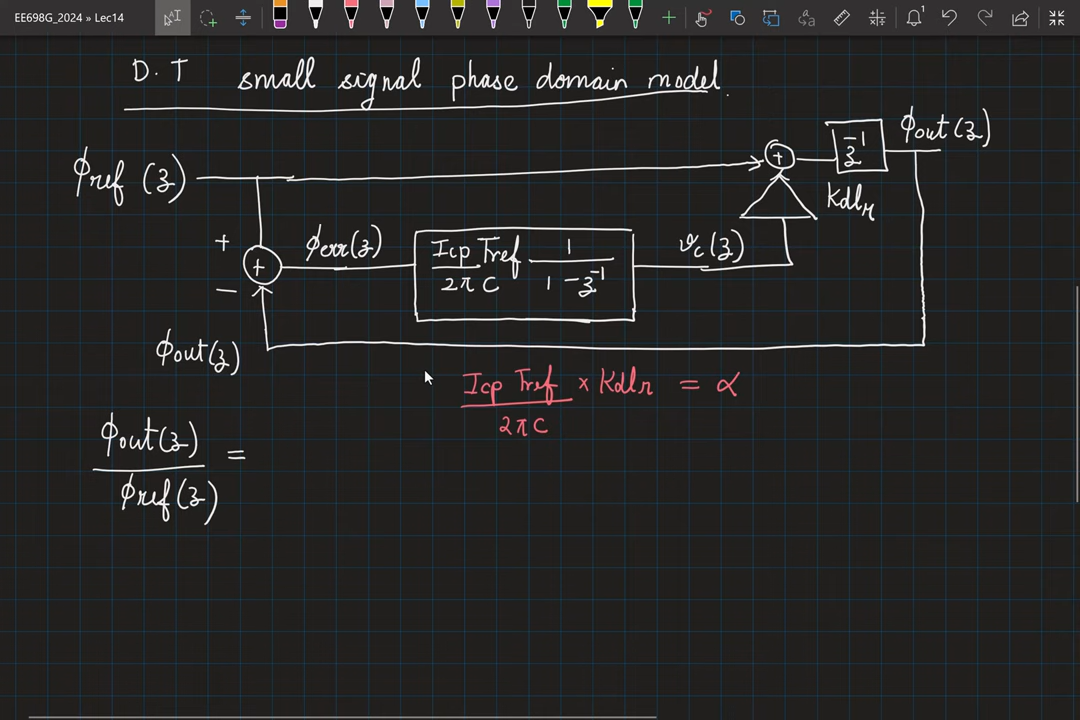 EE698G_2024 » Lec14
D.T small signal phase domain model.
ϕref (z)
z⁻¹
ϕout(z)
Kdlr
+
+
+
−
ϕerr(z)
Icp Tref / 2π C 1 / 1 − z⁻¹
vc(z)
ϕout(z)
Icp Tref / 2πC × Kdlr = α
ϕout(z) / ϕref(z) =